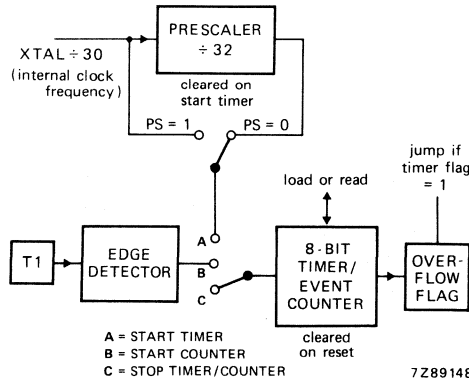 PRESCALER
÷ 32
XTAL ÷ 30
(internal clock
frequency)
cleared on
start timer
PS = 1
PS = 0
jump if
timer flag
= 1
load or read
T1
EDGE
DETECTOR
A
B
C
8-BIT
TIMER/
EVENT
COUNTER
OVER-
FLOW
FLAG
cleared
on reset
A = START TIMER
B = START COUNTER
C = STOP TIMER/COUNTER
7Z89148